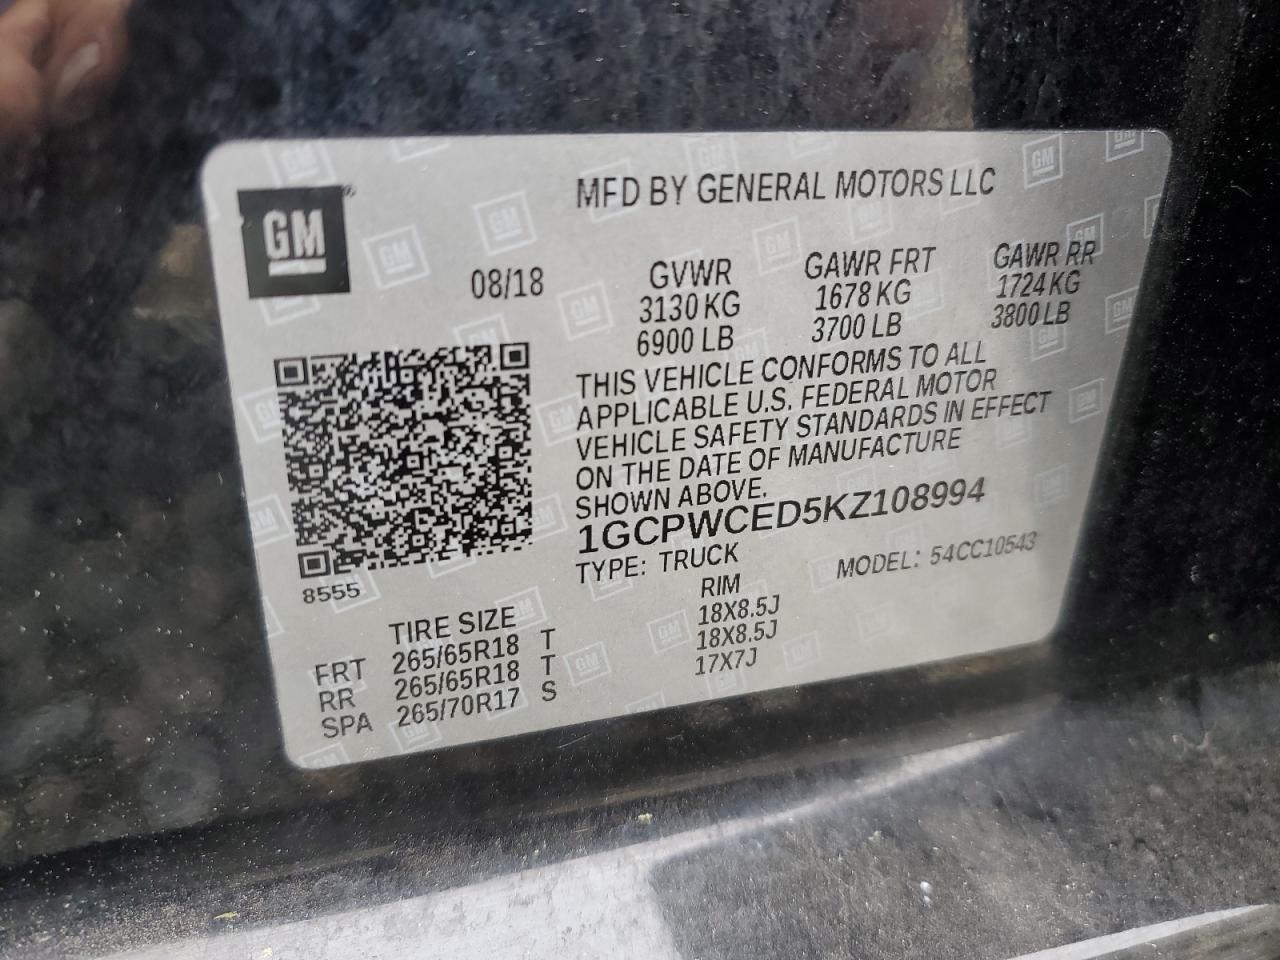 GM
MFD BY GENERAL MOTORS LLC
08/18
GVWR GAWR FRT GAWR RR
3130 KG 1678 KG 1724 KG
6900 LB 3700 LB 3800 LB
THIS VEHICLE CONFORMS TO ALL
APPLICABLE U.S. FEDERAL MOTOR
VEHICLE SAFETY STANDARDS IN EFFECT
ON THE DATE OF MANUFACTURE
SHOWN ABOVE.
1GCPWCED5KZ108994
TYPE: TRUCK MODEL: 54CC10543
8555
TIRE SIZE RIM
FRT 265/65R18 T 18X8.5J
RR 265/65R18 T 18X8.5J
SPA 265/70R17 S 17X7J